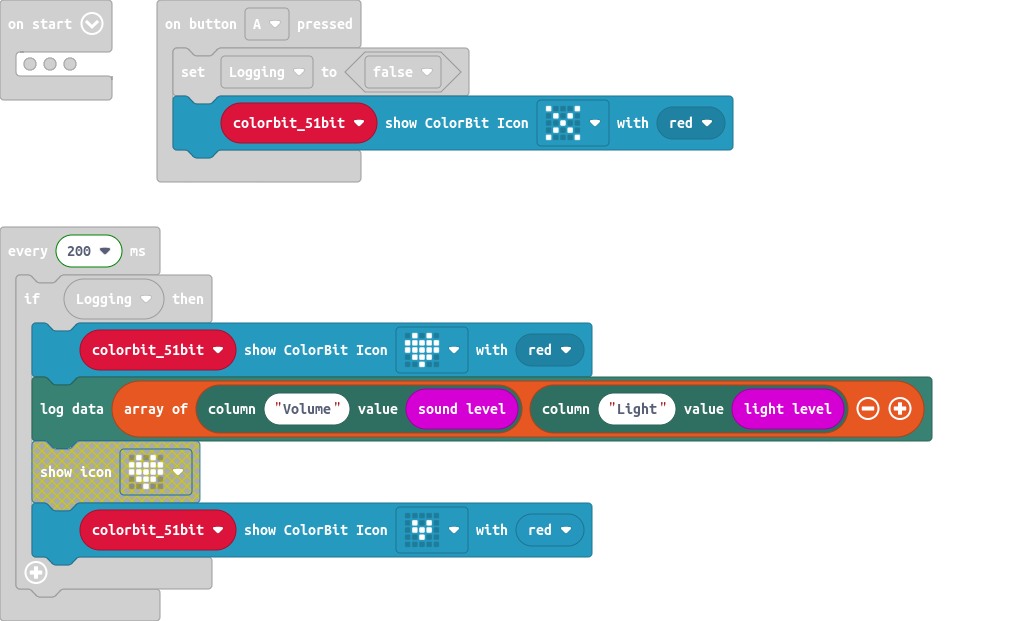 on start
on button A pressed
set Logging to false
colorbit_51bit show ColorBit Icon with red
every 200 ms
if Logging then
colorbit_51bit show ColorBit Icon with red
log data array of column "Volume" value sound level column "Light" value light level
show icon
colorbit_51bit show ColorBit Icon with red